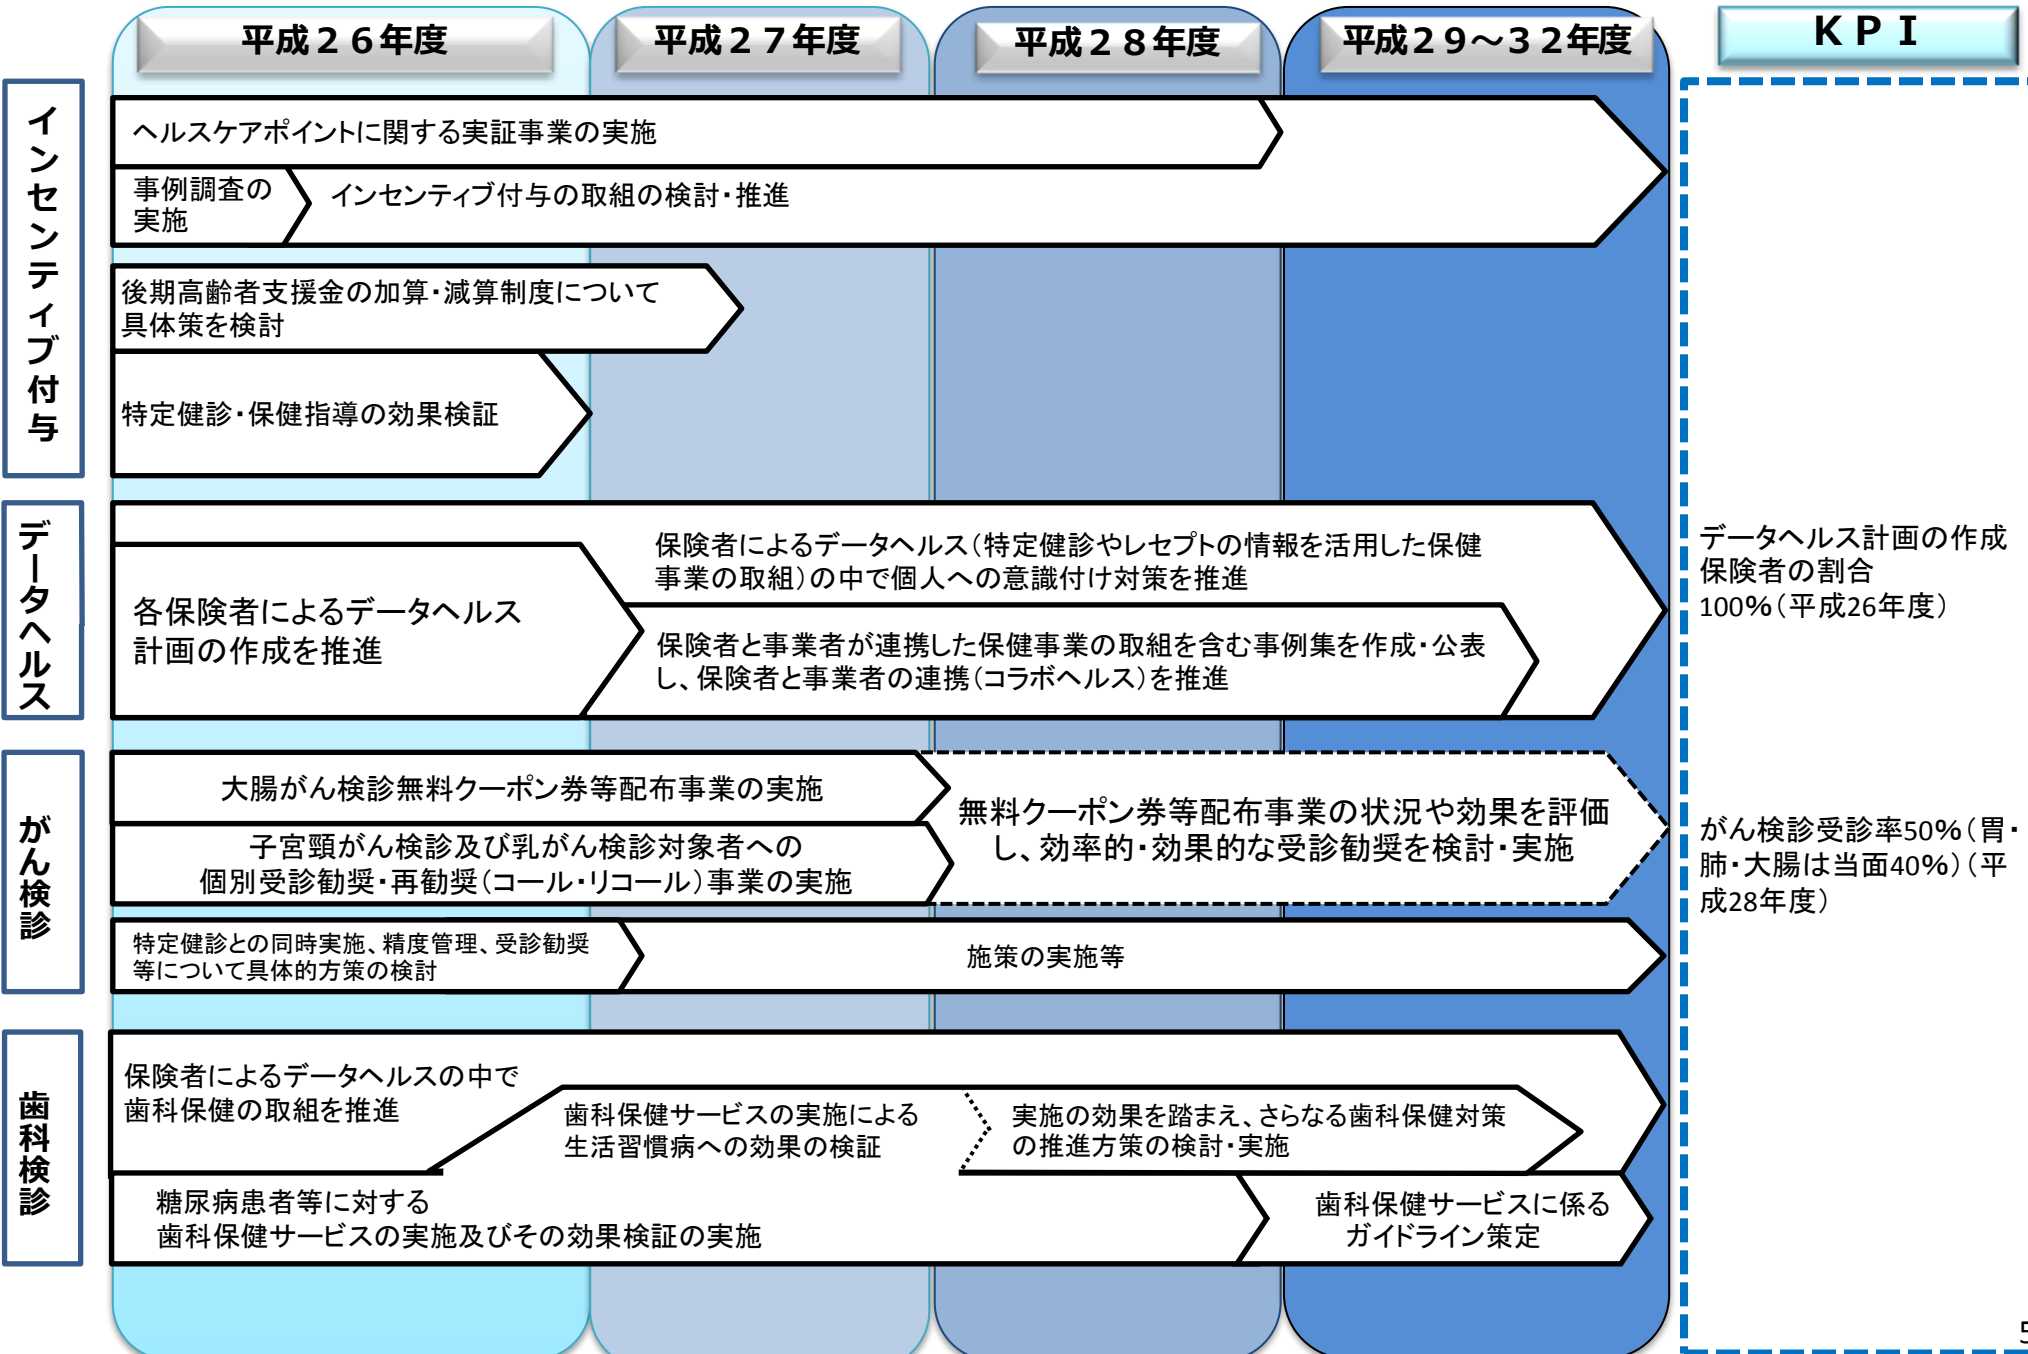 平成２６年度
平成２７年度
平成２８年度
平成２９～３２年度
ＫＰＩ
インセンティブ付与
ヘルスケアポイントに関する実証事業の実施
事例調査の
実施
インセンティブ付与の取組の検討・推進
後期高齢者支援金の加算・減算制度について
具体策を検討
特定健診・保健指導の効果検証
データヘルス
各保険者によるデータヘルス
計画の作成を推進
保険者によるデータヘルス（特定健診やレセプトの情報を活用した保健
事業の取組）の中で個人への意識付け対策を推進
保険者と事業者が連携した保健事業の取組を含む事例集を作成・公表
し、保険者と事業者の連携（コラボヘルス）を推進
データヘルス計画の作成
保険者の割合
100％（平成26年度）
がん検診
大腸がん検診無料クーポン券等配布事業の実施
子宮頸がん検診及び乳がん検診対象者への
個別受診勧奨・再勧奨（コール・リコール）事業の実施
無料クーポン券等配布事業の状況や効果を評価
し、効率的・効果的な受診勧奨を検討・実施
特定健診との同時実施、精度管理、受診勧奨
等について具体的方策の検討
施策の実施等
がん検診受診率50％（胃・
肺・大腸は当面40％）（平
成28年度）
歯科検診
保険者によるデータヘルスの中で
歯科保健の取組を推進
歯科保健サービスの実施による
生活習慣病への効果の検証
実施の効果を踏まえ、さらなる歯科保健対策
の推進方策の検討・実施
糖尿病患者等に対する
歯科保健サービスの実施及びその効果検証の実施
歯科保健サービスに係る
ガイドライン策定
5